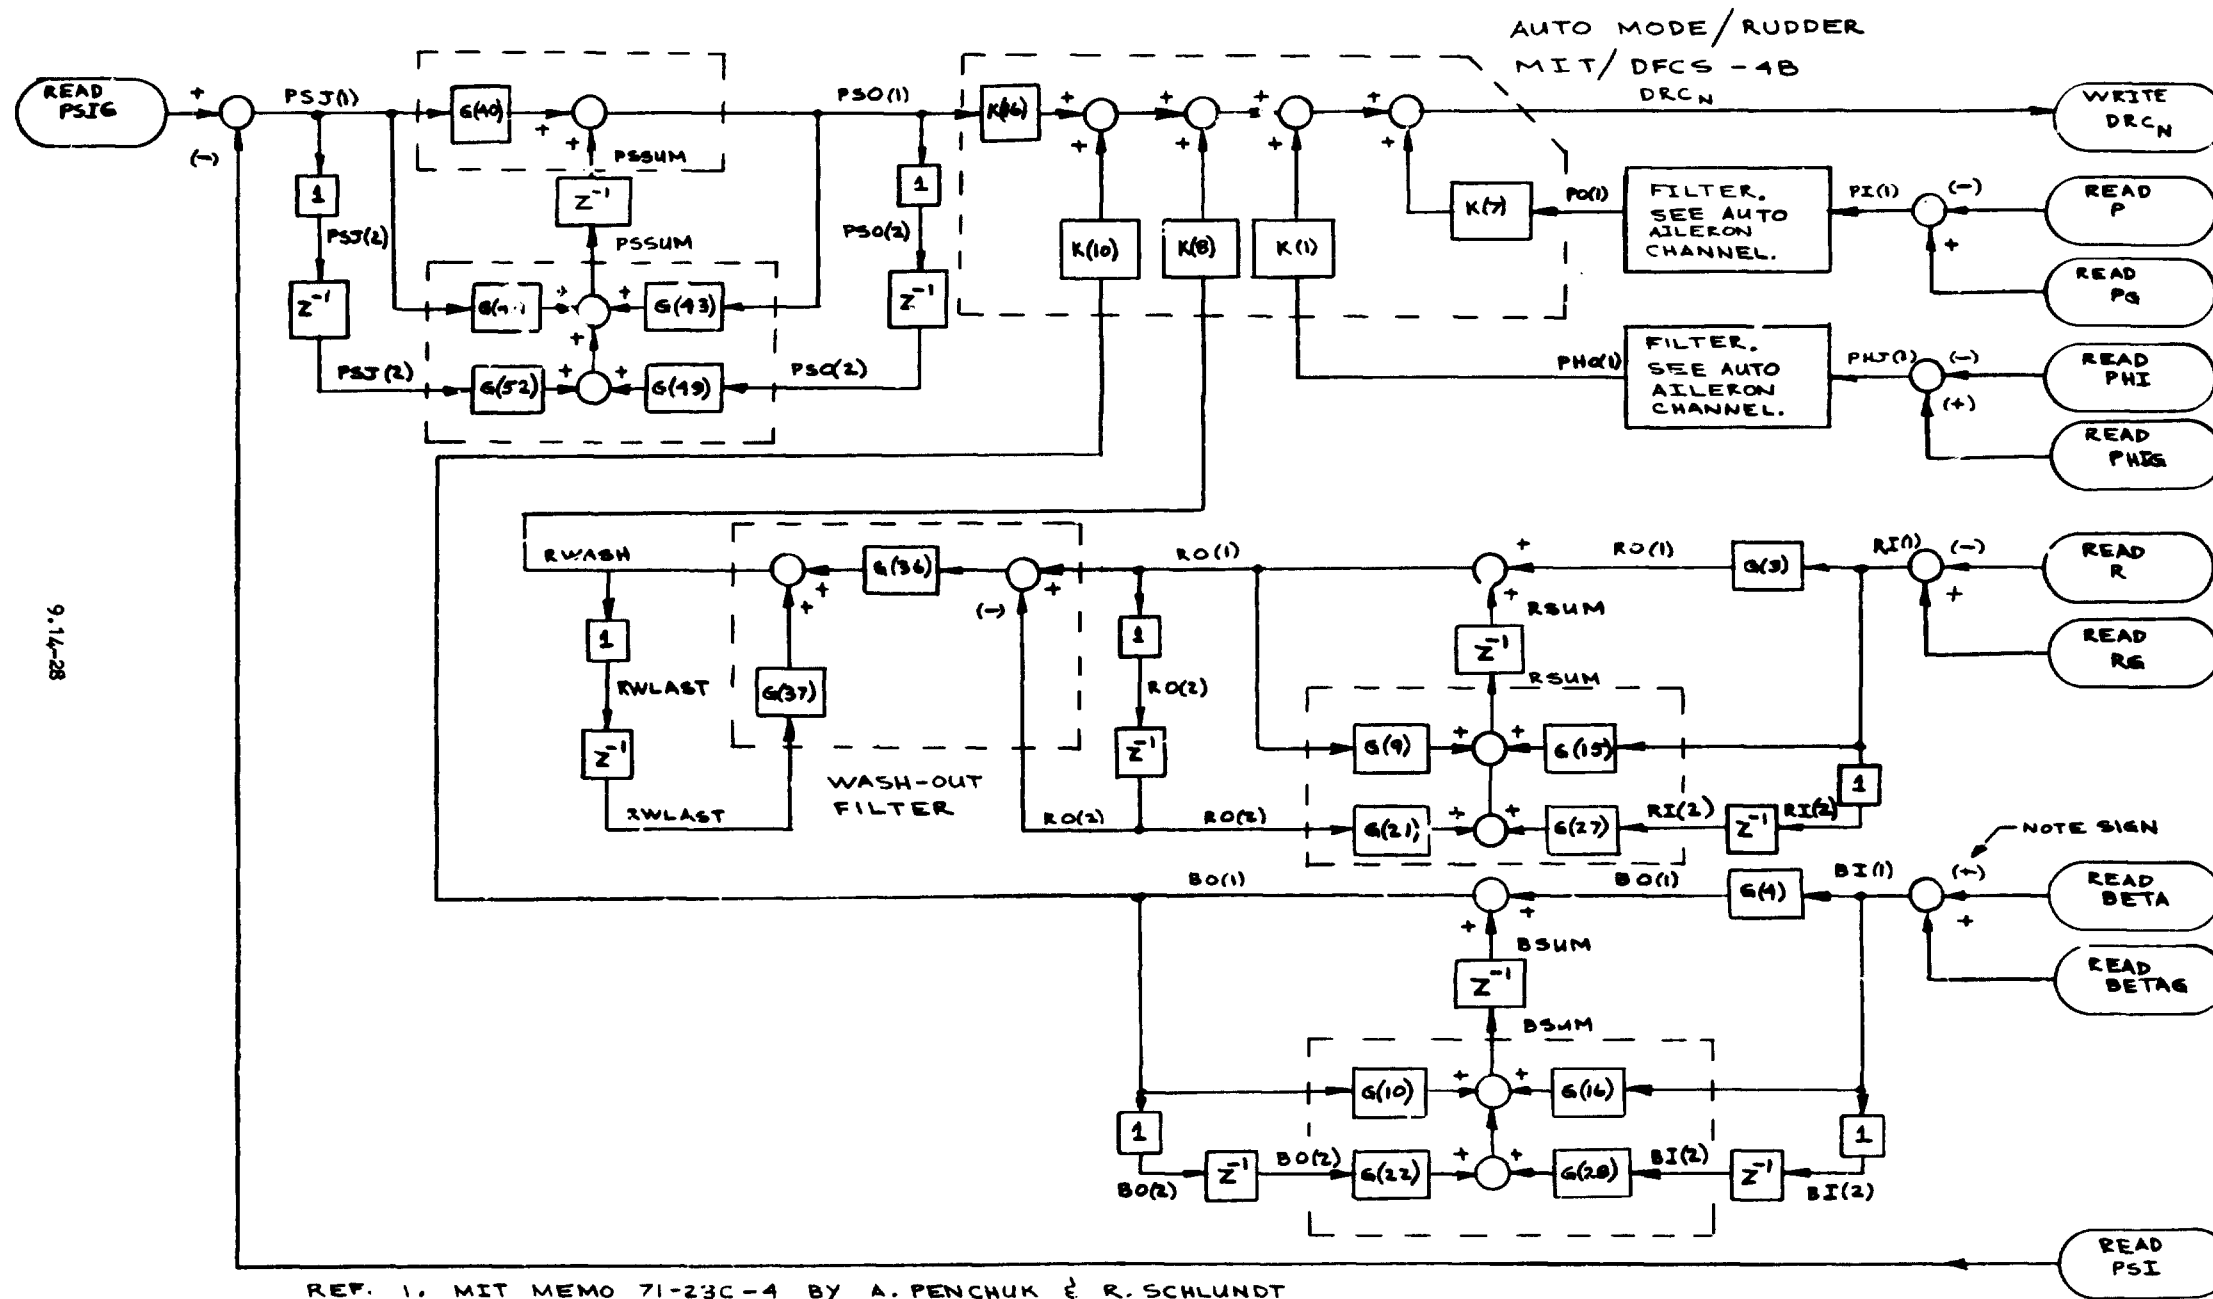 AUTO MODE/RUDDER
MIT/DFCS-4B
READ
PSIG
+
(-)
PSJ(1)
G(40)
+
+
PSSUM
Z⁻¹
PSSUM
1
PSJ(2)
Z⁻¹
PSJ(2)
+
G(43)
G(52)
+
+
G(49)
+
PSO(1)
1
PSO(2)
Z⁻¹
PSO(2)
+
+
+
+
+
+
+
+
K(10)
K(8)
K(1)
K(7)
DRCN
WRITE
DRCN
PO(1)
FILTER.
SEE AUTO
AILERON
CHANNEL.
PI(1)
(-)
+
READ
P
READ
PG
PHO(1)
FILTER.
SEE AUTO
AILERON
CHANNEL.
PHJ(1)
(-)
(+)
READ
PHI
READ
PHIG
RWASH
+
+
G(36)
(-)
+
RO(1)
+
+
RO(1)
G(3)
RI(1)
(-)
+
READ
R
READ
RG
1
RWLAST
Z⁻¹
G(37)
WASH-OUT
FILTER
1
RO(2)
Z⁻¹
RO(2)
RO(2)
RSUM
Z⁻¹
RSUM
G(9)
+
+
G(15)
G(21)
+
+
G(27)
RI(2)
Z⁻¹
RI(2)
1
NOTE SIGN
BO(1)
+
+
BO(1)
G(4)
BI(1)
(+)
+
READ
BETA
READ
BETAG
BSUM
Z⁻¹
BSUM
G(10)
+
+
G(16)
1
BO(2)
Z⁻¹
BO(2)
G(22)
+
+
G(28)
BI(2)
Z⁻¹
BI(2)
1
READ
PSI
9.14-28
REF. 1. MIT MEMO 71-23C-4 BY A. PENCHUK & R. SCHLUNDT